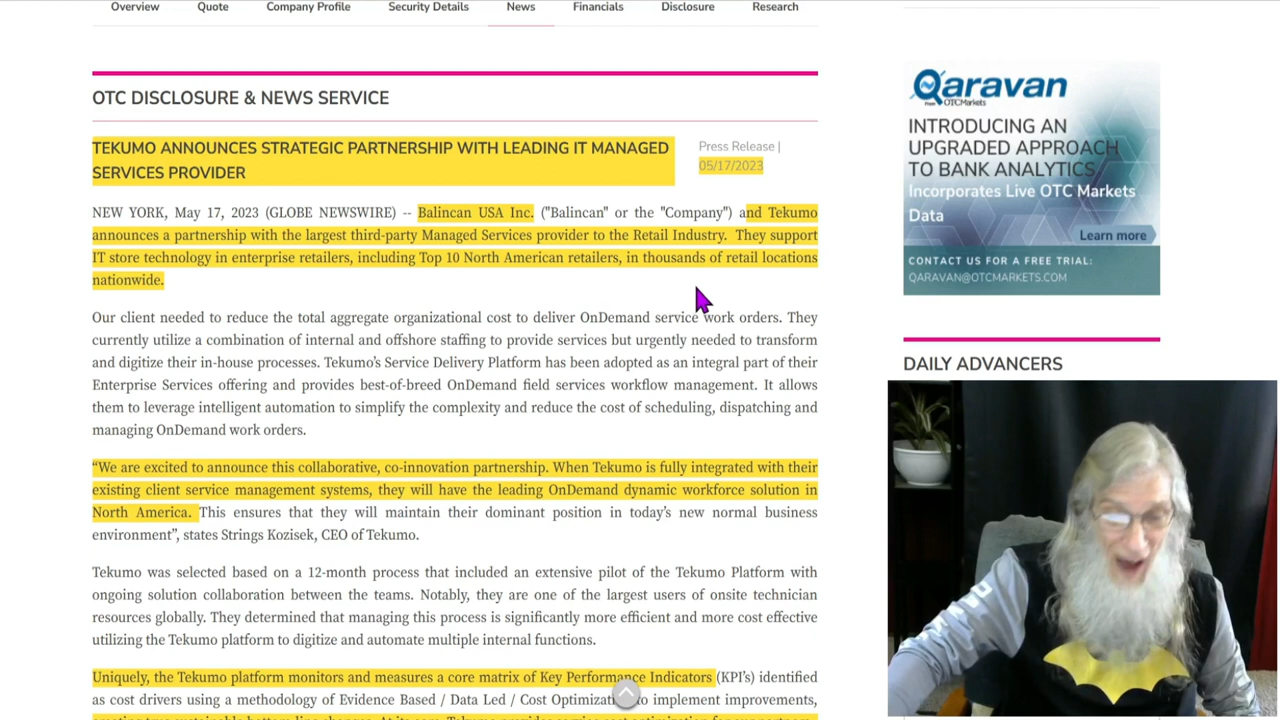 Overview Quote Company Profile Security Details News Financials Disclosure Research
OTC DISCLOSURE & NEWS SERVICE
TEKUMO ANNOUNCES STRATEGIC PARTNERSHIP WITH LEADING IT MANAGED
SERVICES PROVIDER
Press Release |
05/17/2023
NEW YORK, May 17, 2023 (GLOBE NEWSWIRE) -- Balincan USA Inc. ("Balincan" or the "Company") and Tekumo
announces a partnership with the largest third-party Managed Services provider to the Retail Industry. They support
IT store technology in enterprise retailers, including Top 10 North American retailers, in thousands of retail locations
nationwide.
Our client needed to reduce the total aggregate organizational cost to deliver OnDemand service work orders. They
currently utilize a combination of internal and offshore staffing to provide services but urgently needed to transform
and digitize their in-house processes. Tekumo’s Service Delivery Platform has been adopted as an integral part of their
Enterprise Services offering and provides best-of-breed OnDemand field services workflow management. It allows
them to leverage intelligent automation to simplify the complexity and reduce the cost of scheduling, dispatching and
managing OnDemand work orders.
“We are excited to announce this collaborative, co-innovation partnership. When Tekumo is fully integrated with their
existing client service management systems, they will have the leading OnDemand dynamic workforce solution in
North America. This ensures that they will maintain their dominant position in today’s new normal business
environment”, states Strings Kozisek, CEO of Tekumo.
Tekumo was selected based on a 12-month process that included an extensive pilot of the Tekumo Platform with
ongoing solution collaboration between the teams. Notably, they are one of the largest users of onsite technician
resources globally. They determined that managing this process is significantly more efficient and more cost effective
utilizing the Tekumo platform to digitize and automate multiple internal functions.
Uniquely, the Tekumo platform monitors and measures a core matrix of Key Performance Indicators (KPI’s) identified
as cost drivers using a methodology of Evidence Based / Data Led / Cost to implement improvements,
Qaravan
From OTCMarkets
INTRODUCING AN
UPGRADED APPROACH
TO BANK ANALYTICS
Incorporates Live OTC Markets
Data
Learn more
CONTACT US FOR A FREE TRIAL:
QARAVAN@OTCMARKETS.COM
DAILY ADVANCERS